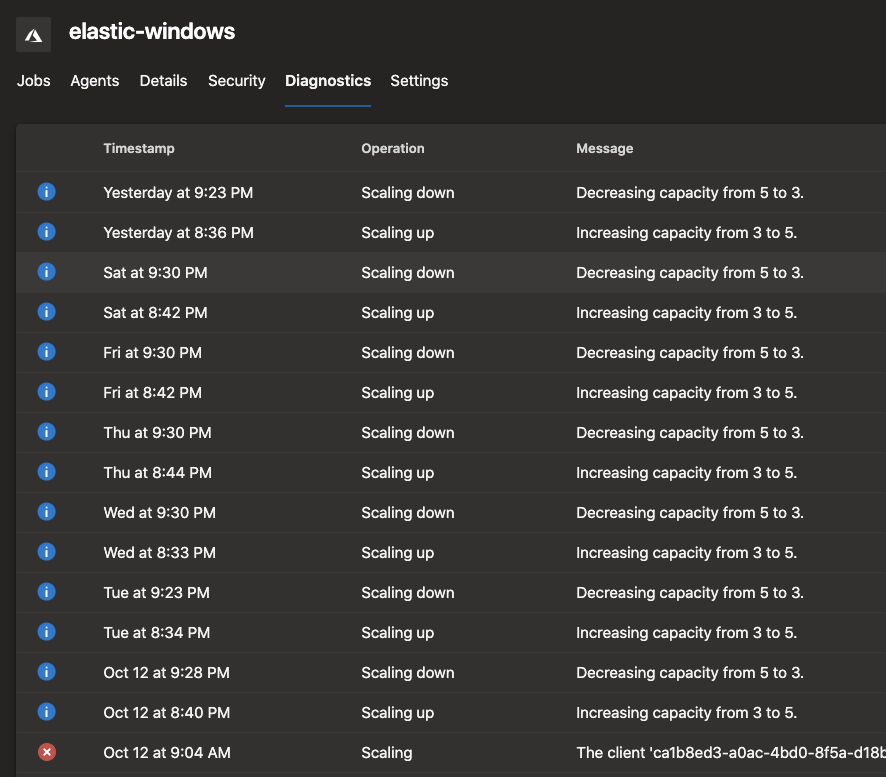 elastic-windows
Jobs Agents Details Security Diagnostics Settings
Timestamp Operation Message
Yesterday at 9:23 PM Scaling down Decreasing capacity from 5 to 3.
Yesterday at 8:36 PM Scaling up Increasing capacity from 3 to 5.
Sat at 9:30 PM Scaling down Decreasing capacity from 5 to 3.
Sat at 8:42 PM Scaling up Increasing capacity from 3 to 5.
Fri at 9:30 PM Scaling down Decreasing capacity from 5 to 3.
Fri at 8:42 PM Scaling up Increasing capacity from 3 to 5.
Thu at 9:30 PM Scaling down Decreasing capacity from 5 to 3.
Thu at 8:44 PM Scaling up Increasing capacity from 3 to 5.
Wed at 9:30 PM Scaling down Decreasing capacity from 5 to 3.
Wed at 8:33 PM Scaling up Increasing capacity from 3 to 5.
Tue at 9:23 PM Scaling down Decreasing capacity from 5 to 3.
Tue at 8:34 PM Scaling up Increasing capacity from 3 to 5.
Oct 12 at 9:28 PM Scaling down Decreasing capacity from 5 to 3.
Oct 12 at 8:40 PM Scaling up Increasing capacity from 3 to 5.
Oct 12 at 9:04 AM Scaling The client 'ca1b8ed3-a0ac-4bd0-8f5a-d18b